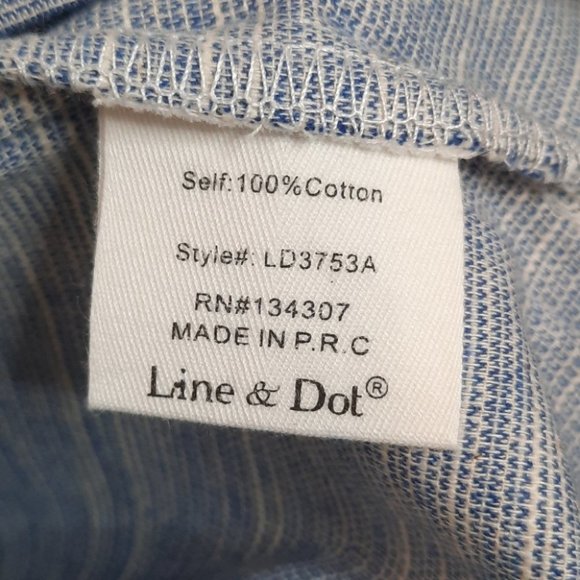 Self:100%Cotton
Style#: LD3753A
RN#134307
MADE IN P.R.C
Line & Dot®